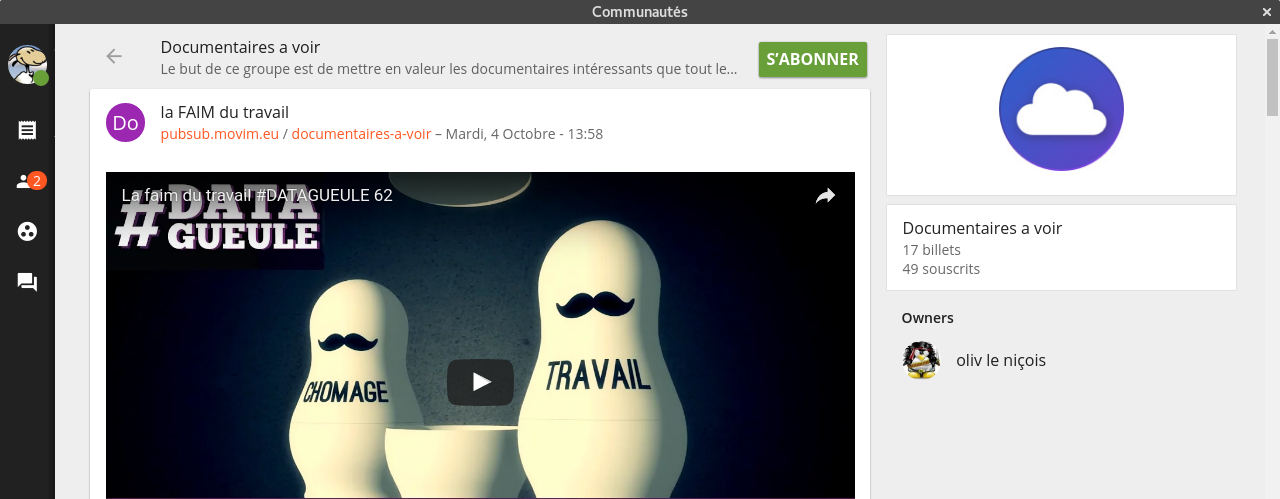 Communautés
Documentaires a voir
Le but de ce groupe est de mettre en valeur les documentaires intéressants que tout le...
S'ABONNER
2
Do
la FAIM du travail
pubsub.movim.eu / documentaires-a-voir – Mardi, 4 Octobre - 13:58
La faim du travail #DATAGUEULE 62
#DATA
GUEULE
CHOMAGE
TRAVAIL
Documentaires a voir
17 billets
49 souscrits
Owners
oliv le niçois